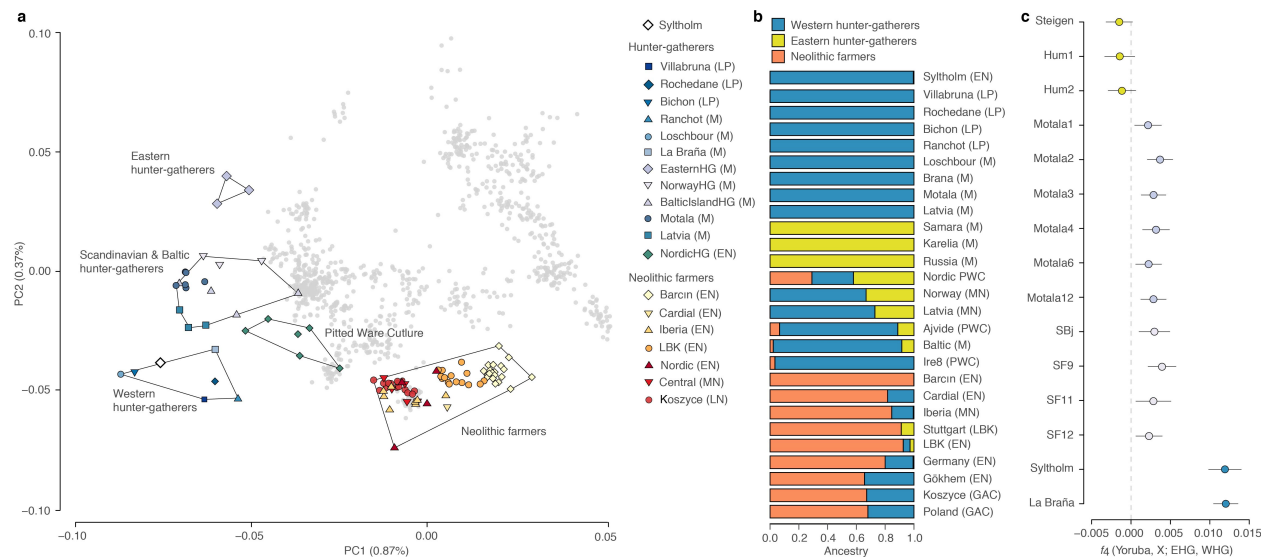 a
0.10
0.05
0.00
−0.05
−0.10
PC2 (0.37%)
−0.10
−0.05
0.00
0.05
PC1 (0.87%)
Eastern
hunter-gatherers
Scandinavian & Baltic
hunter-gatherers
Pitted Ware Cutlure
Western
hunter-gatherers
Neolithic farmers
Syltholm
Hunter-gatherers
Villabruna (LP)
Rochedane (LP)
Bichon (LP)
Ranchot (M)
Loschbour (M)
La Braña (M)
EasternHG (M)
NorwayHG (M)
BalticIslandHG (M)
Motala (M)
Latvia (M)
NordicHG (EN)
Neolithic farmers
Barcın (EN)
Cardial (EN)
Iberia (EN)
LBK (EN)
Nordic (EN)
Central (MN)
Koszyce (LN)
b
Western hunter-gatherers
Eastern hunter-gatherers
Neolithic farmers
Syltholm (EN)
Villabruna (LP)
Rochedane (LP)
Bichon (LP)
Ranchot (LP)
Loschbour (M)
Brana (M)
Motala (M)
Latvia (M)
Samara (M)
Karelia (M)
Russia (M)
Nordic PWC
Norway (MN)
Latvia (MN)
Ajvide (PWC)
Baltic (M)
Ire8 (PWC)
Barcın (EN)
Cardial (EN)
Iberia (MN)
Stuttgart (LBK)
LBK (EN)
Germany (EN)
Gökhem (EN)
Koszyce (GAC)
Poland (GAC)
0.0 0.2 0.4 0.6 0.8 1.0
Ancestry
c
Steigen
Hum1
Hum2
Motala1
Motala2
Motala3
Motala4
Motala6
Motala12
SBj
SF9
SF11
SF12
Syltholm
La Braña
−0.005 0.000 0.005 0.010 0.015
f4 (Yoruba, X; EHG, WHG)